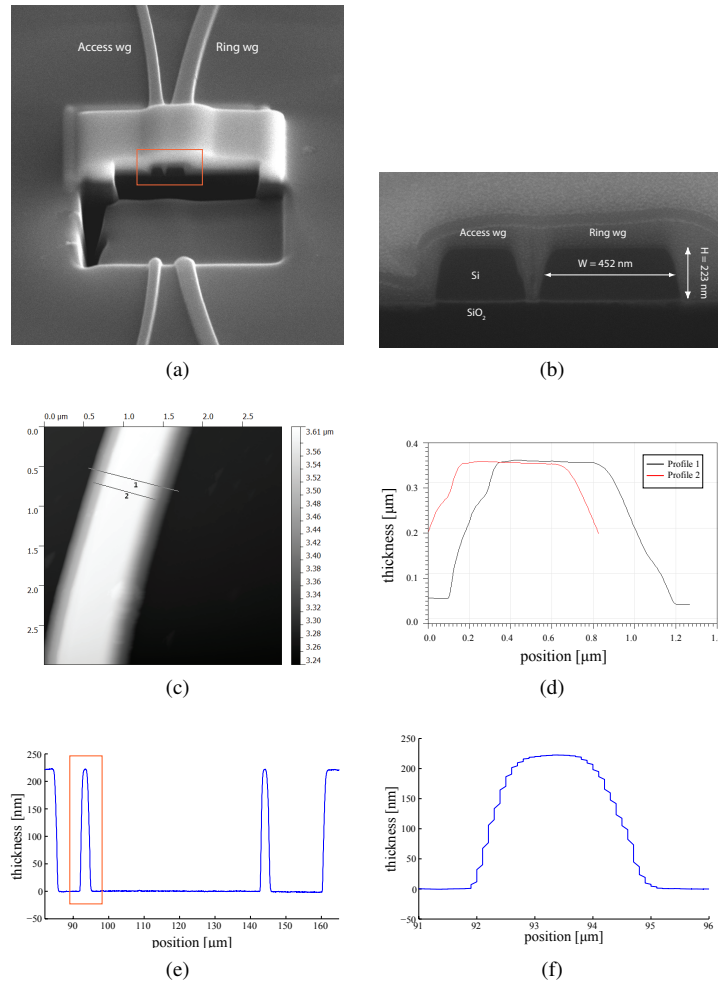 Access wg
Ring wg
(a)
Access wg
Ring wg
W = 452 nm
H = 223 nm
Si
SiO2
(b)
0.0 μm 0.5 1.0 1.5 2.0 2.5
0.0
0.5
1.0
1.5
2.0
2.5
1
2
3.61 μm
3.56
3.54
3.52
3.50
3.48
3.46
3.44
3.42
3.40
3.38
3.36
3.34
3.32
3.30
3.28
3.26
3.24
(c)
0.4
0.3
0.2
0.1
0.0
thickness [μm]
Profile 1
Profile 2
0.0 0.2 0.4 0.6 0.8 1.0 1.2 1.4
position [μm]
(d)
250
200
150
100
50
0
−50
thickness [nm]
90 100 110 120 130 140 150 160
position [μm]
(e)
250
200
150
100
50
0
−50
thickness [nm]
91 92 93 94 95 96
position [μm]
(f)